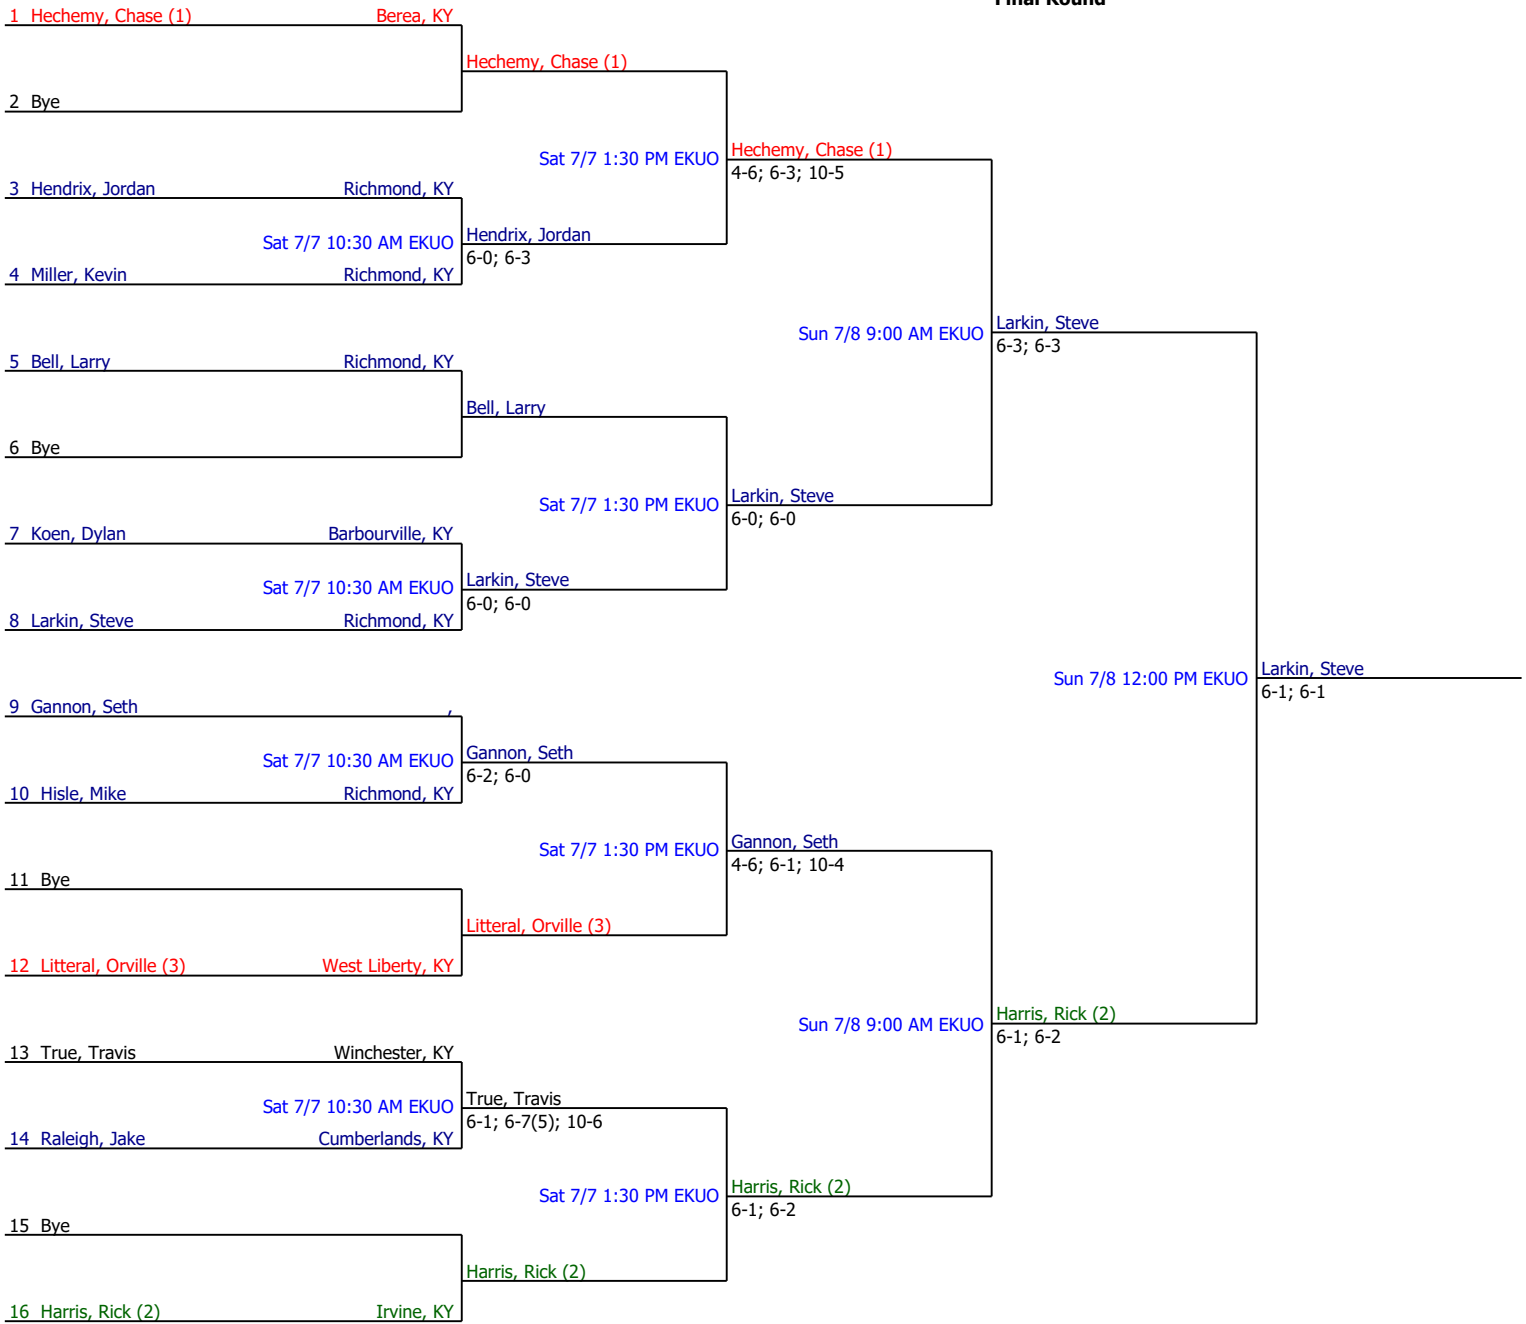 Final Round
1 Hechemy, Chase (1) Berea, KY
Hechemy, Chase (1)
2 Bye
Sat 7/7 1:30 PM EKUO Hechemy, Chase (1)
4-6; 6-3; 10-5
3 Hendrix, Jordan Richmond, KY
Sat 7/7 10:30 AM EKUO Hendrix, Jordan
6-0; 6-3
4 Miller, Kevin Richmond, KY
Sun 7/8 9:00 AM EKUO Larkin, Steve
6-3; 6-3
5 Bell, Larry Richmond, KY
Bell, Larry
6 Bye
Sat 7/7 1:30 PM EKUO Larkin, Steve
6-0; 6-0
7 Koen, Dylan Barbourville, KY
Sat 7/7 10:30 AM EKUO Larkin, Steve
6-0; 6-0
8 Larkin, Steve Richmond, KY
Sun 7/8 12:00 PM EKUO Larkin, Steve
6-1; 6-1
9 Gannon, Seth ,
Sat 7/7 10:30 AM EKUO Gannon, Seth
6-2; 6-0
10 Hisle, Mike Richmond, KY
Sat 7/7 1:30 PM EKUO Gannon, Seth
4-6; 6-1; 10-4
11 Bye
Litteral, Orville (3)
12 Litteral, Orville (3) West Liberty, KY
Sun 7/8 9:00 AM EKUO Harris, Rick (2)
6-1; 6-2
13 True, Travis Winchester, KY
Sat 7/7 10:30 AM EKUO True, Travis
6-1; 6-7(5); 10-6
14 Raleigh, Jake Cumberlands, KY
Sat 7/7 1:30 PM EKUO Harris, Rick (2)
6-1; 6-2
15 Bye
Harris, Rick (2)
16 Harris, Rick (2) Irvine, KY